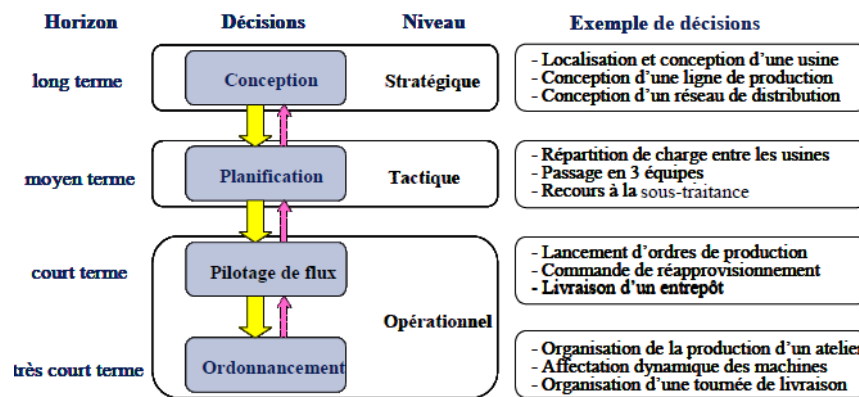 Horizon Décisions Niveau Exemple de décisions
long terme Conception Stratégique
- Localisation et conception d'une usine
- Conception d'une ligne de production
- Conception d'un réseau de distribution
moyen terme Planification Tactique
- Répartition de charge entre les usines
- Passage en 3 équipes
- Recours à la sous-traitance
court terme Pilotage de flux
- Lancement d'ordres de production
- Commande de réapprovisionnement
- Livraison d'un entrepôt
Opérationnel
très court terme Ordonnancement
- Organisation de la production d'un atelier
- Affectation dynamique des machines
- Organisation d'une tournée de livraison